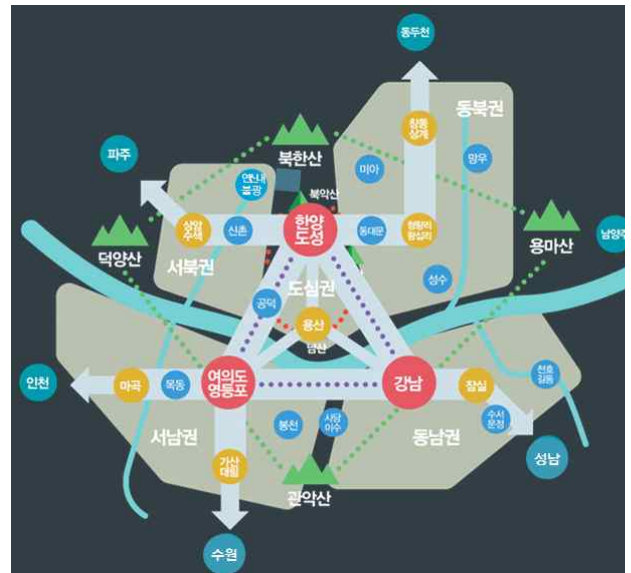 동두천
동북권
창동
상계
북한산
파주
미아
망우
연신내
불광
북악산
상암
수색
신촌
한양
도성
동대문
청량리
왕십리
용마산
남양주
덕양산
서북권
도심권
성수
공덕
용산
남산
인천
마곡
목동
여의도
영등포
강남
잠실
천호
길동
서남권
봉천
사당
이수
동남권
수서
문정
성남
가산
대림
관악산
수원